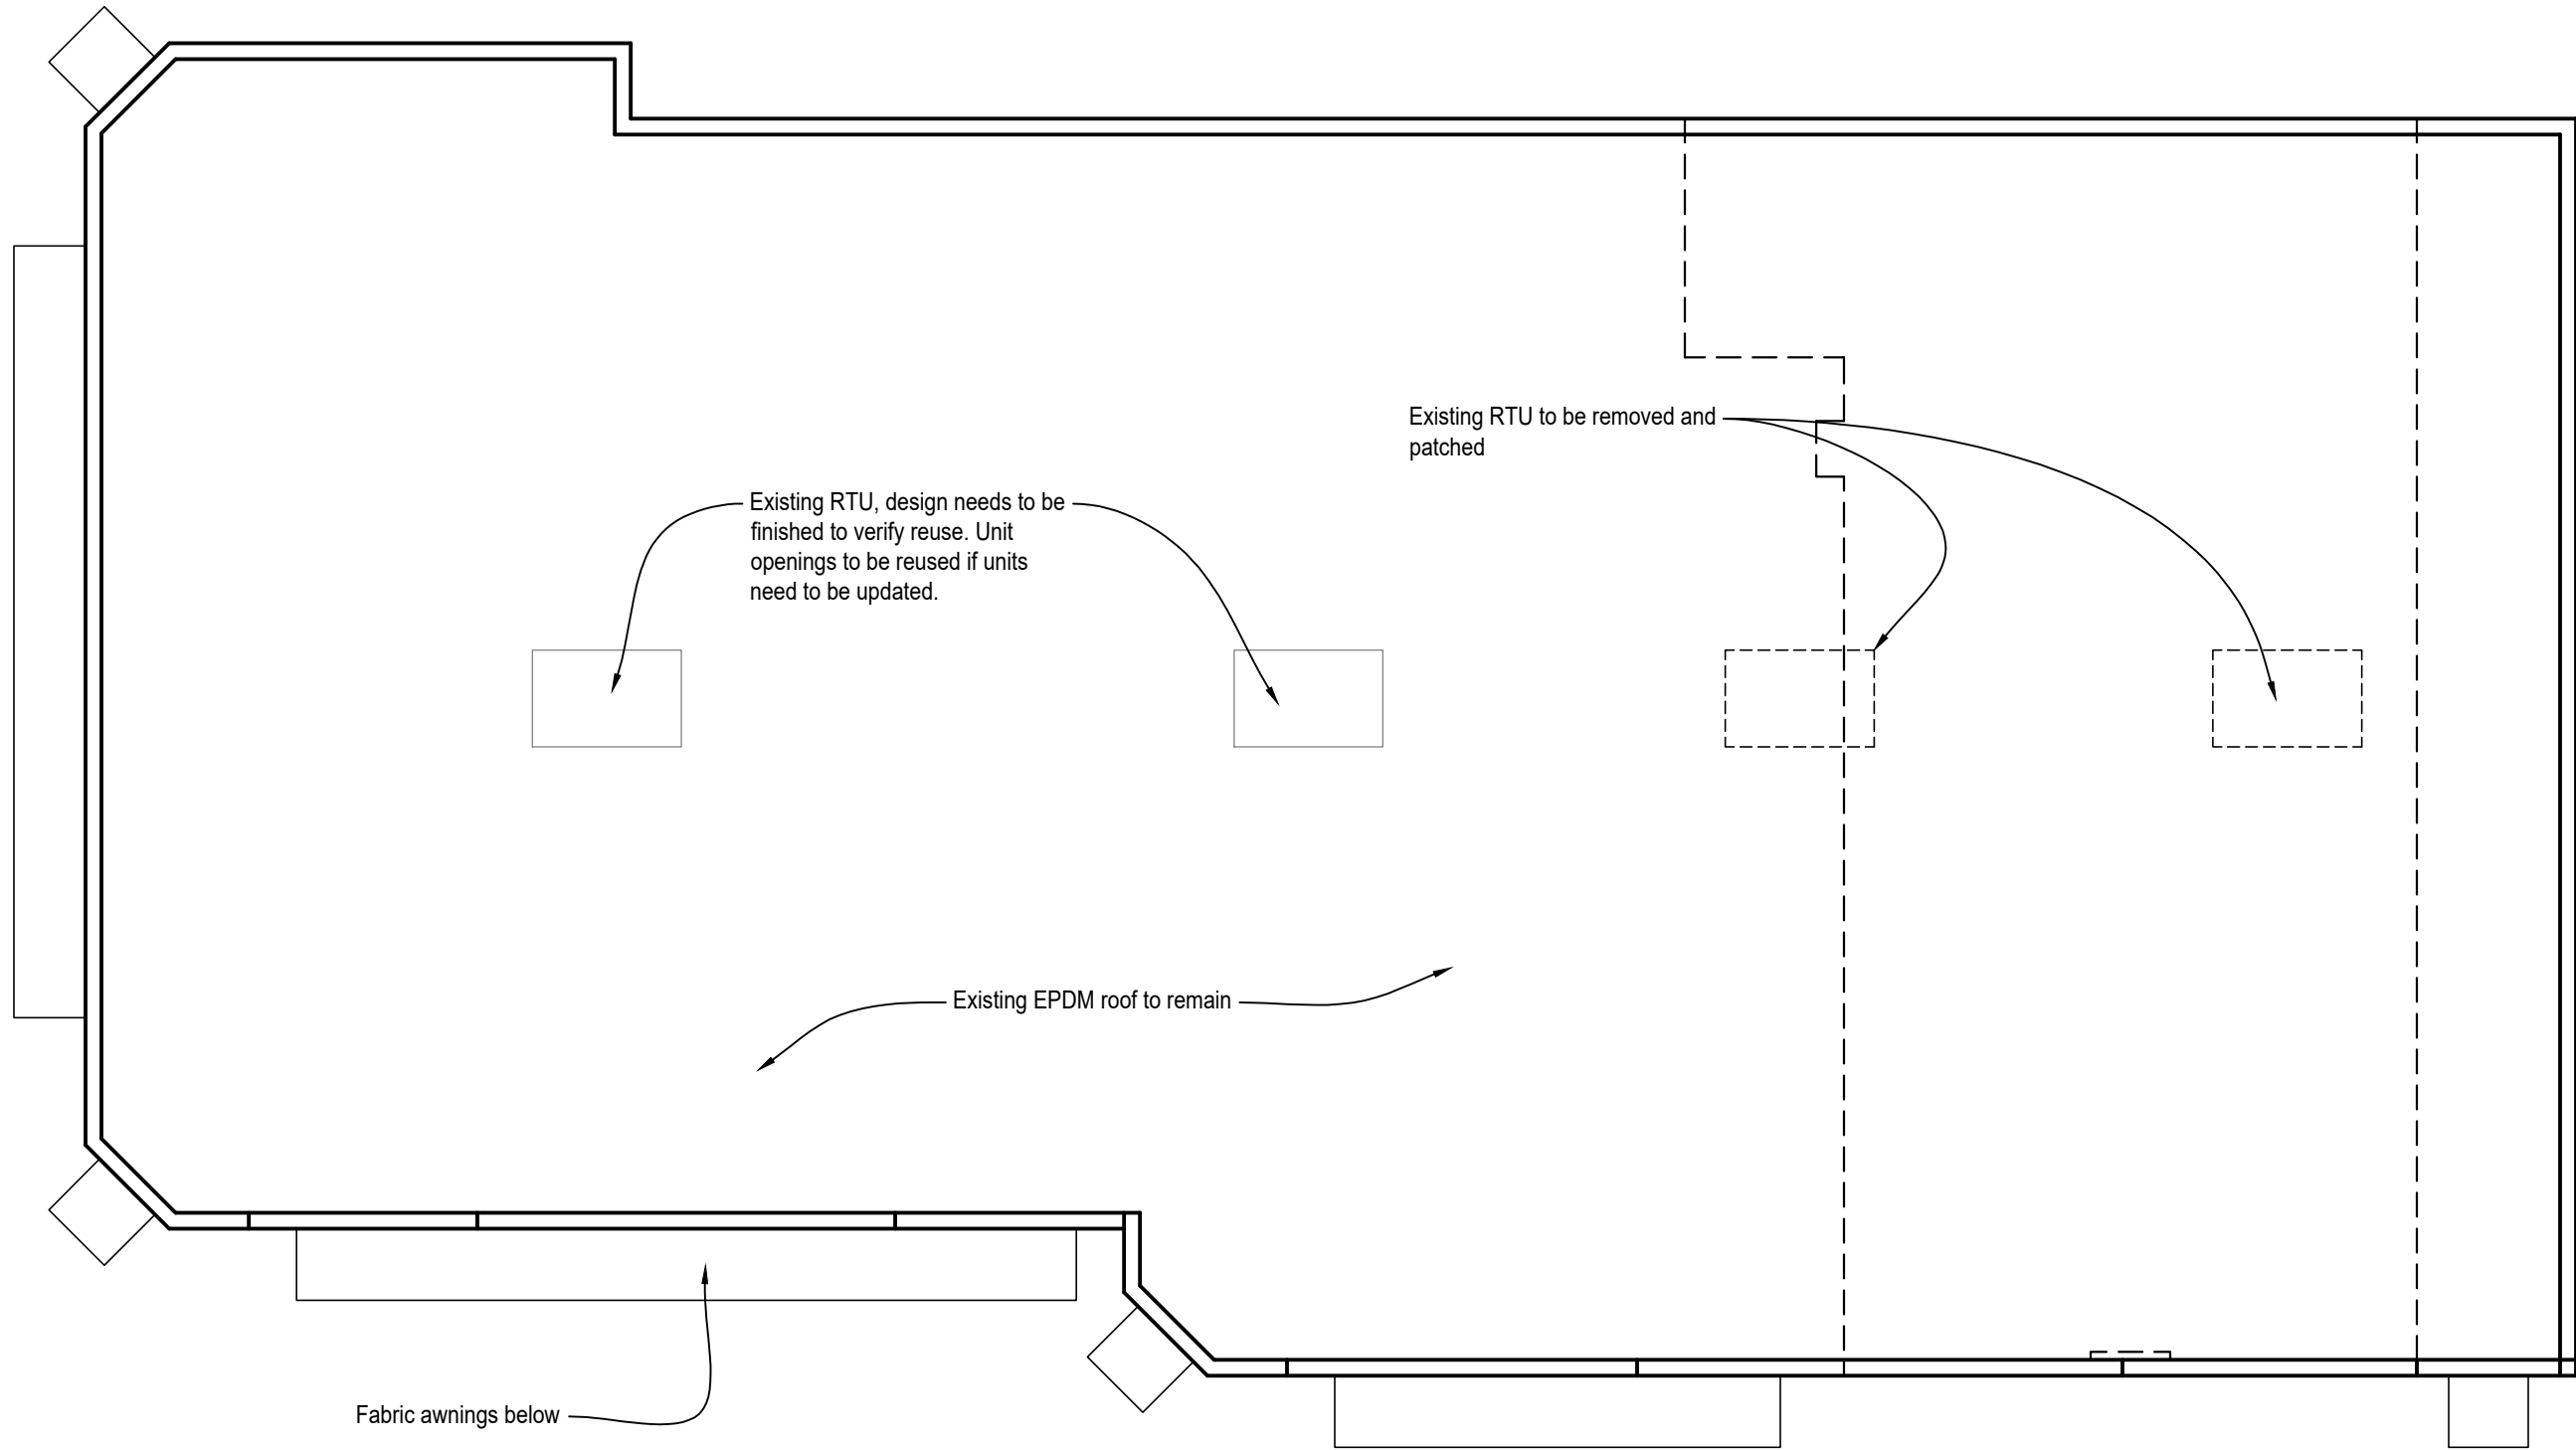 Existing RTU to be removed and
patched
Existing RTU, design needs to be
finished to verify reuse. Unit
openings to be reused if units
need to be updated.
Existing EPDM roof to remain
Fabric awnings below